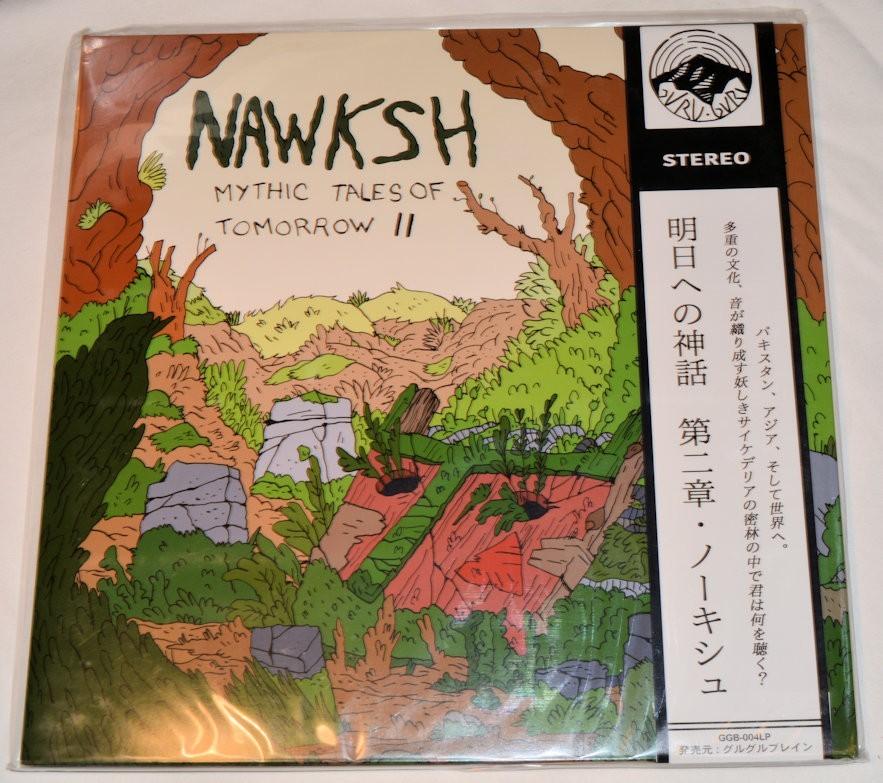 NAWKSH
MYTHIC TALES OF
TOMORROW II
GURU · GURU
STEREO
明日への神話 第二章・ノーキシュ
パキスタン、アジア、そして世界へ。
多重の文化、音が織り成す妖しきサイケデリアの密林の中で君は何を聴く？
GGB-004LP
発売元：グルグルブレイン